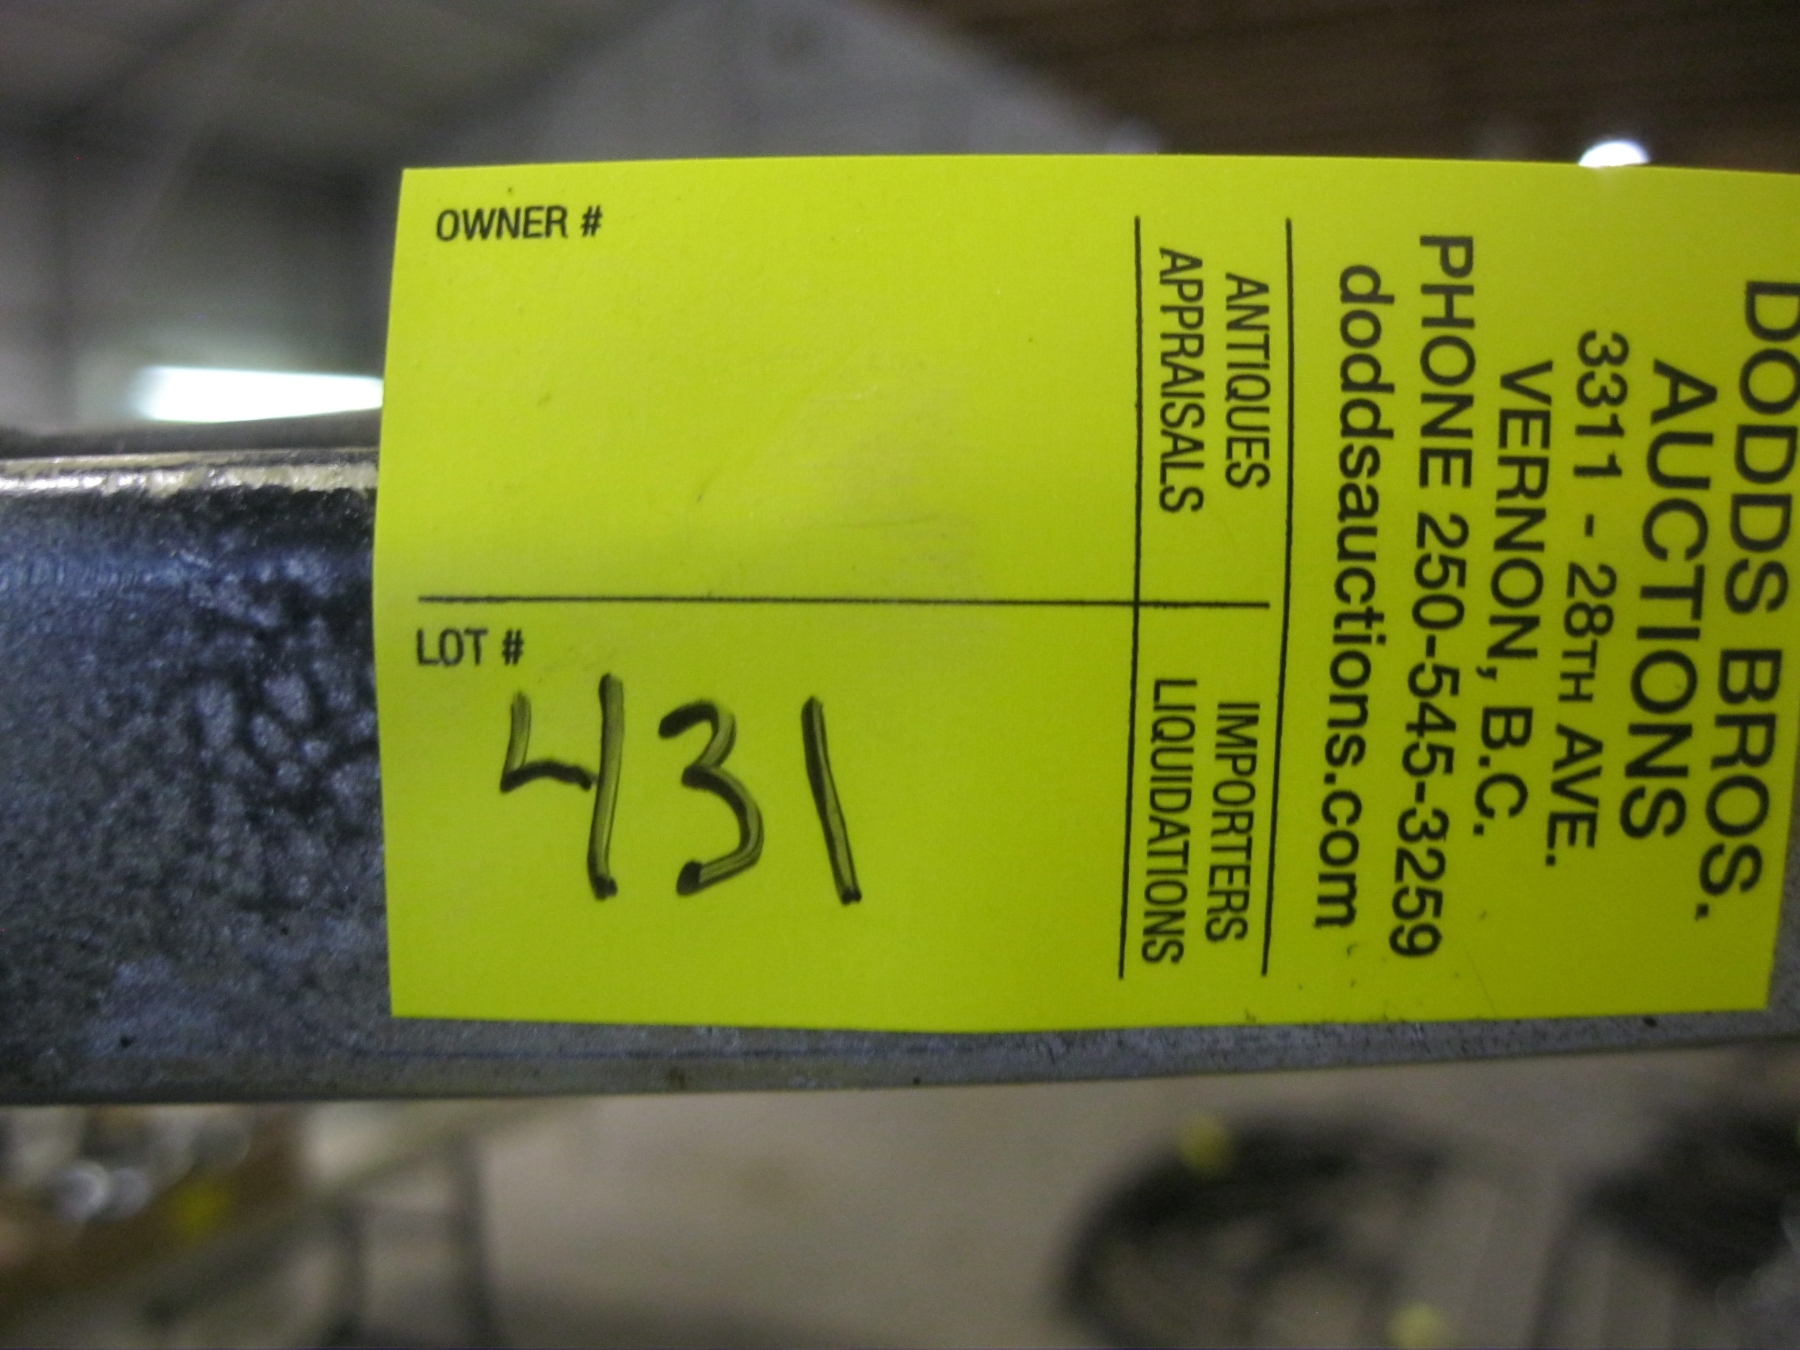 DODDS BROS.
AUCTIONS
3311 - 28TH AVE.
VERNON, B.C.
PHONE 250-545-3259
doddsauctions.com
ANTIQUES
APPRAISALS
IMPORTERS
LIQUIDATIONS
OWNER #
LOT #
431